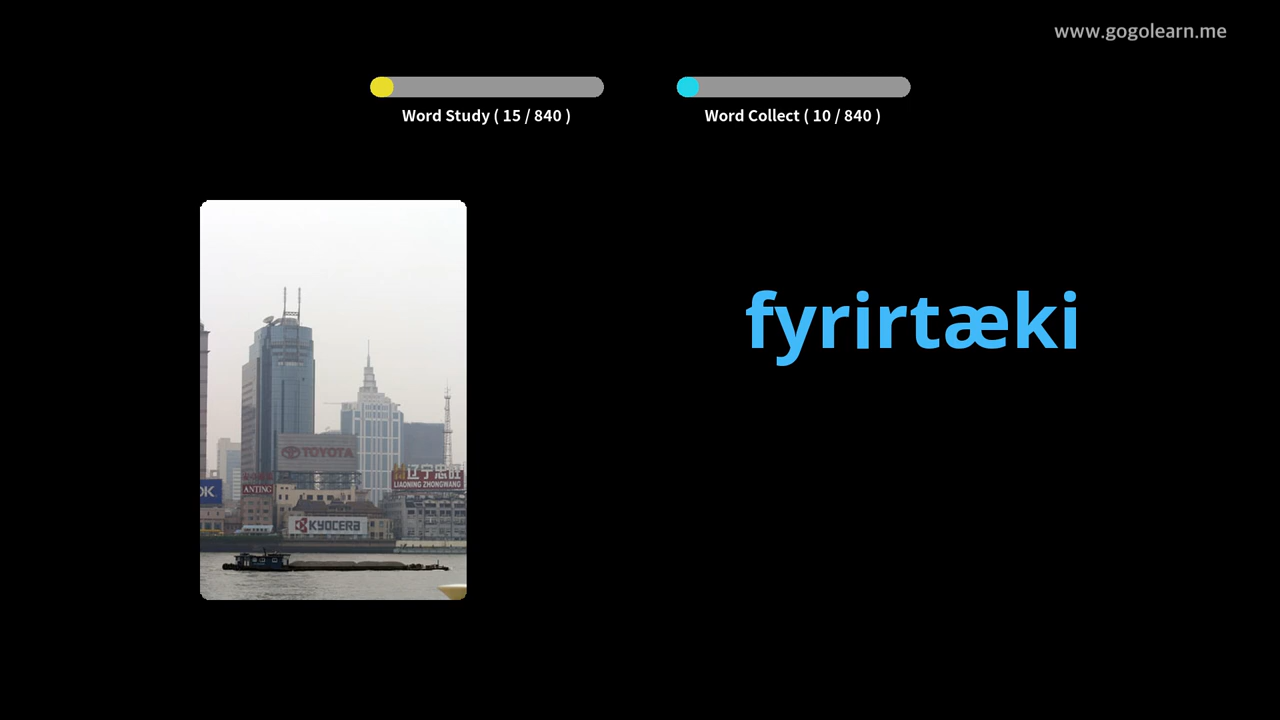 www.gogolearn.me
Word Study ( 15 / 840 )
Word Collect ( 10 / 840 )
fyrirtæki
TOYOTA
辽宁忠旺
LIAONING ZHONGWANG
ANTING
KYOCERA